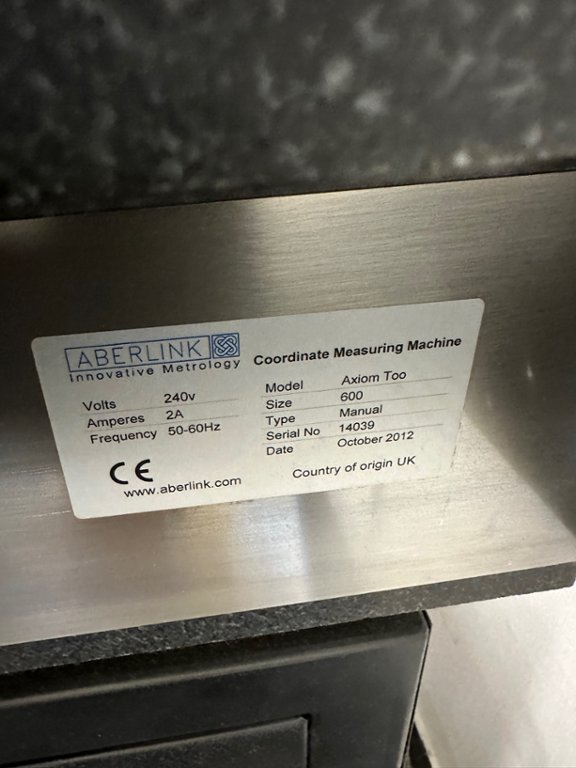 ABERLINK
Innovative Metrology
Coordinate Measuring Machine
Volts 240v
Amperes 2A
Frequency 50-60Hz
Model Axiom Too
Size 600
Type Manual
Serial No 14039
Date October 2012
CE
www.aberlink.com
Country of origin UK